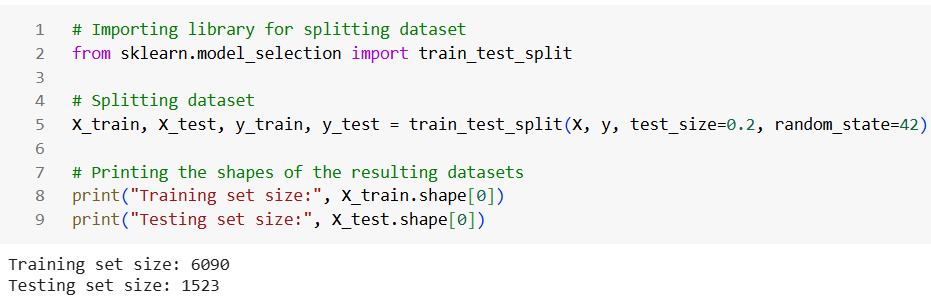 1 # Importing library for splitting dataset
2 from sklearn.model_selection import train_test_split
3
4 # Splitting dataset
5 X_train, X_test, y_train, y_test = train_test_split(X, y, test_size=0.2, random_state=42)
6
7 # Printing the shapes of the resulting datasets
8 print("Training set size:", X_train.shape[0])
9 print("Testing set size:", X_test.shape[0])
Training set size: 6090
Testing set size: 1523